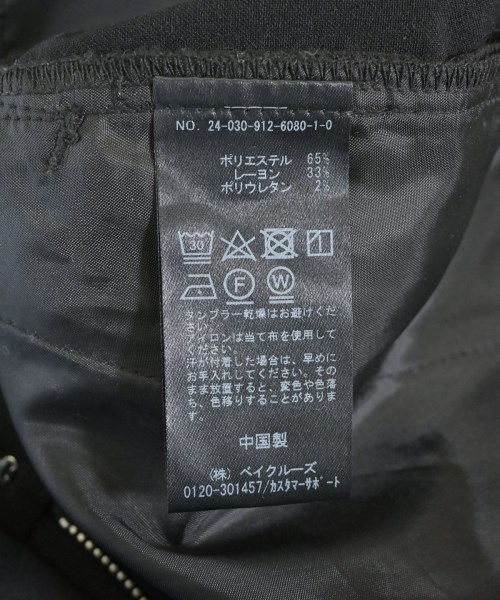 NO. 24-030-912-6080-1-0
ポリエステル 65%
レーヨン 33%
ポリウレタン 2%
30
F W
タンブラー乾燥はお避けくだ
さい。
アイロンは当て布を使用して
ください。
汗が付着した場合は、早めに
お手入れしてください。その
まま放置すると、変色や色落
ち、色移りすることがありま
す。
中国製
(株) ベイクルーズ
0120-301457/カスタマーサポート